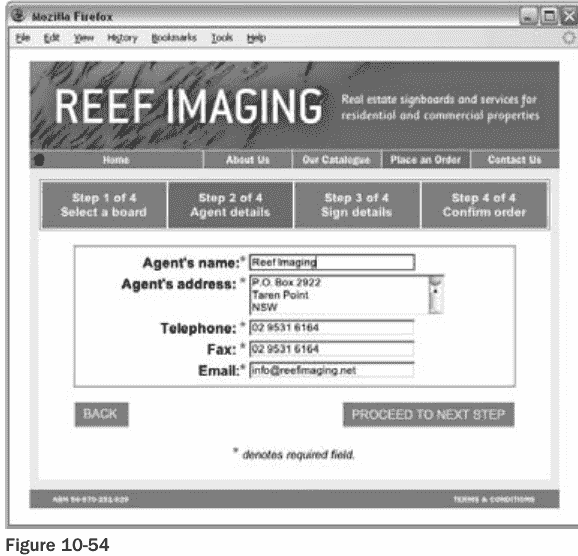 Mozilla Firefox
File Edit View History Bookmarks Tools Help
REEF IMAGING
Real estate signboards and services for
residential and commercial properties
Home About Us Our Catalogue Place an Order Contact Us
Step 1 of 4 Step 2 of 4 Step 3 of 4 Step 4 of 4
Select a board Agent details Sign details Confirm order
Agent's name:* Reef Imaging
Agent's address: * P.O. Box 2922
Taren Point
NSW
Telephone: * 02 9531 6164
Fax: * 02 9531 6164
Email:* info@reefimaging.net
BACK PROCEED TO NEXT STEP
* denotes required field.
ABN TERMS & CONDITIONS
Figure 10-54